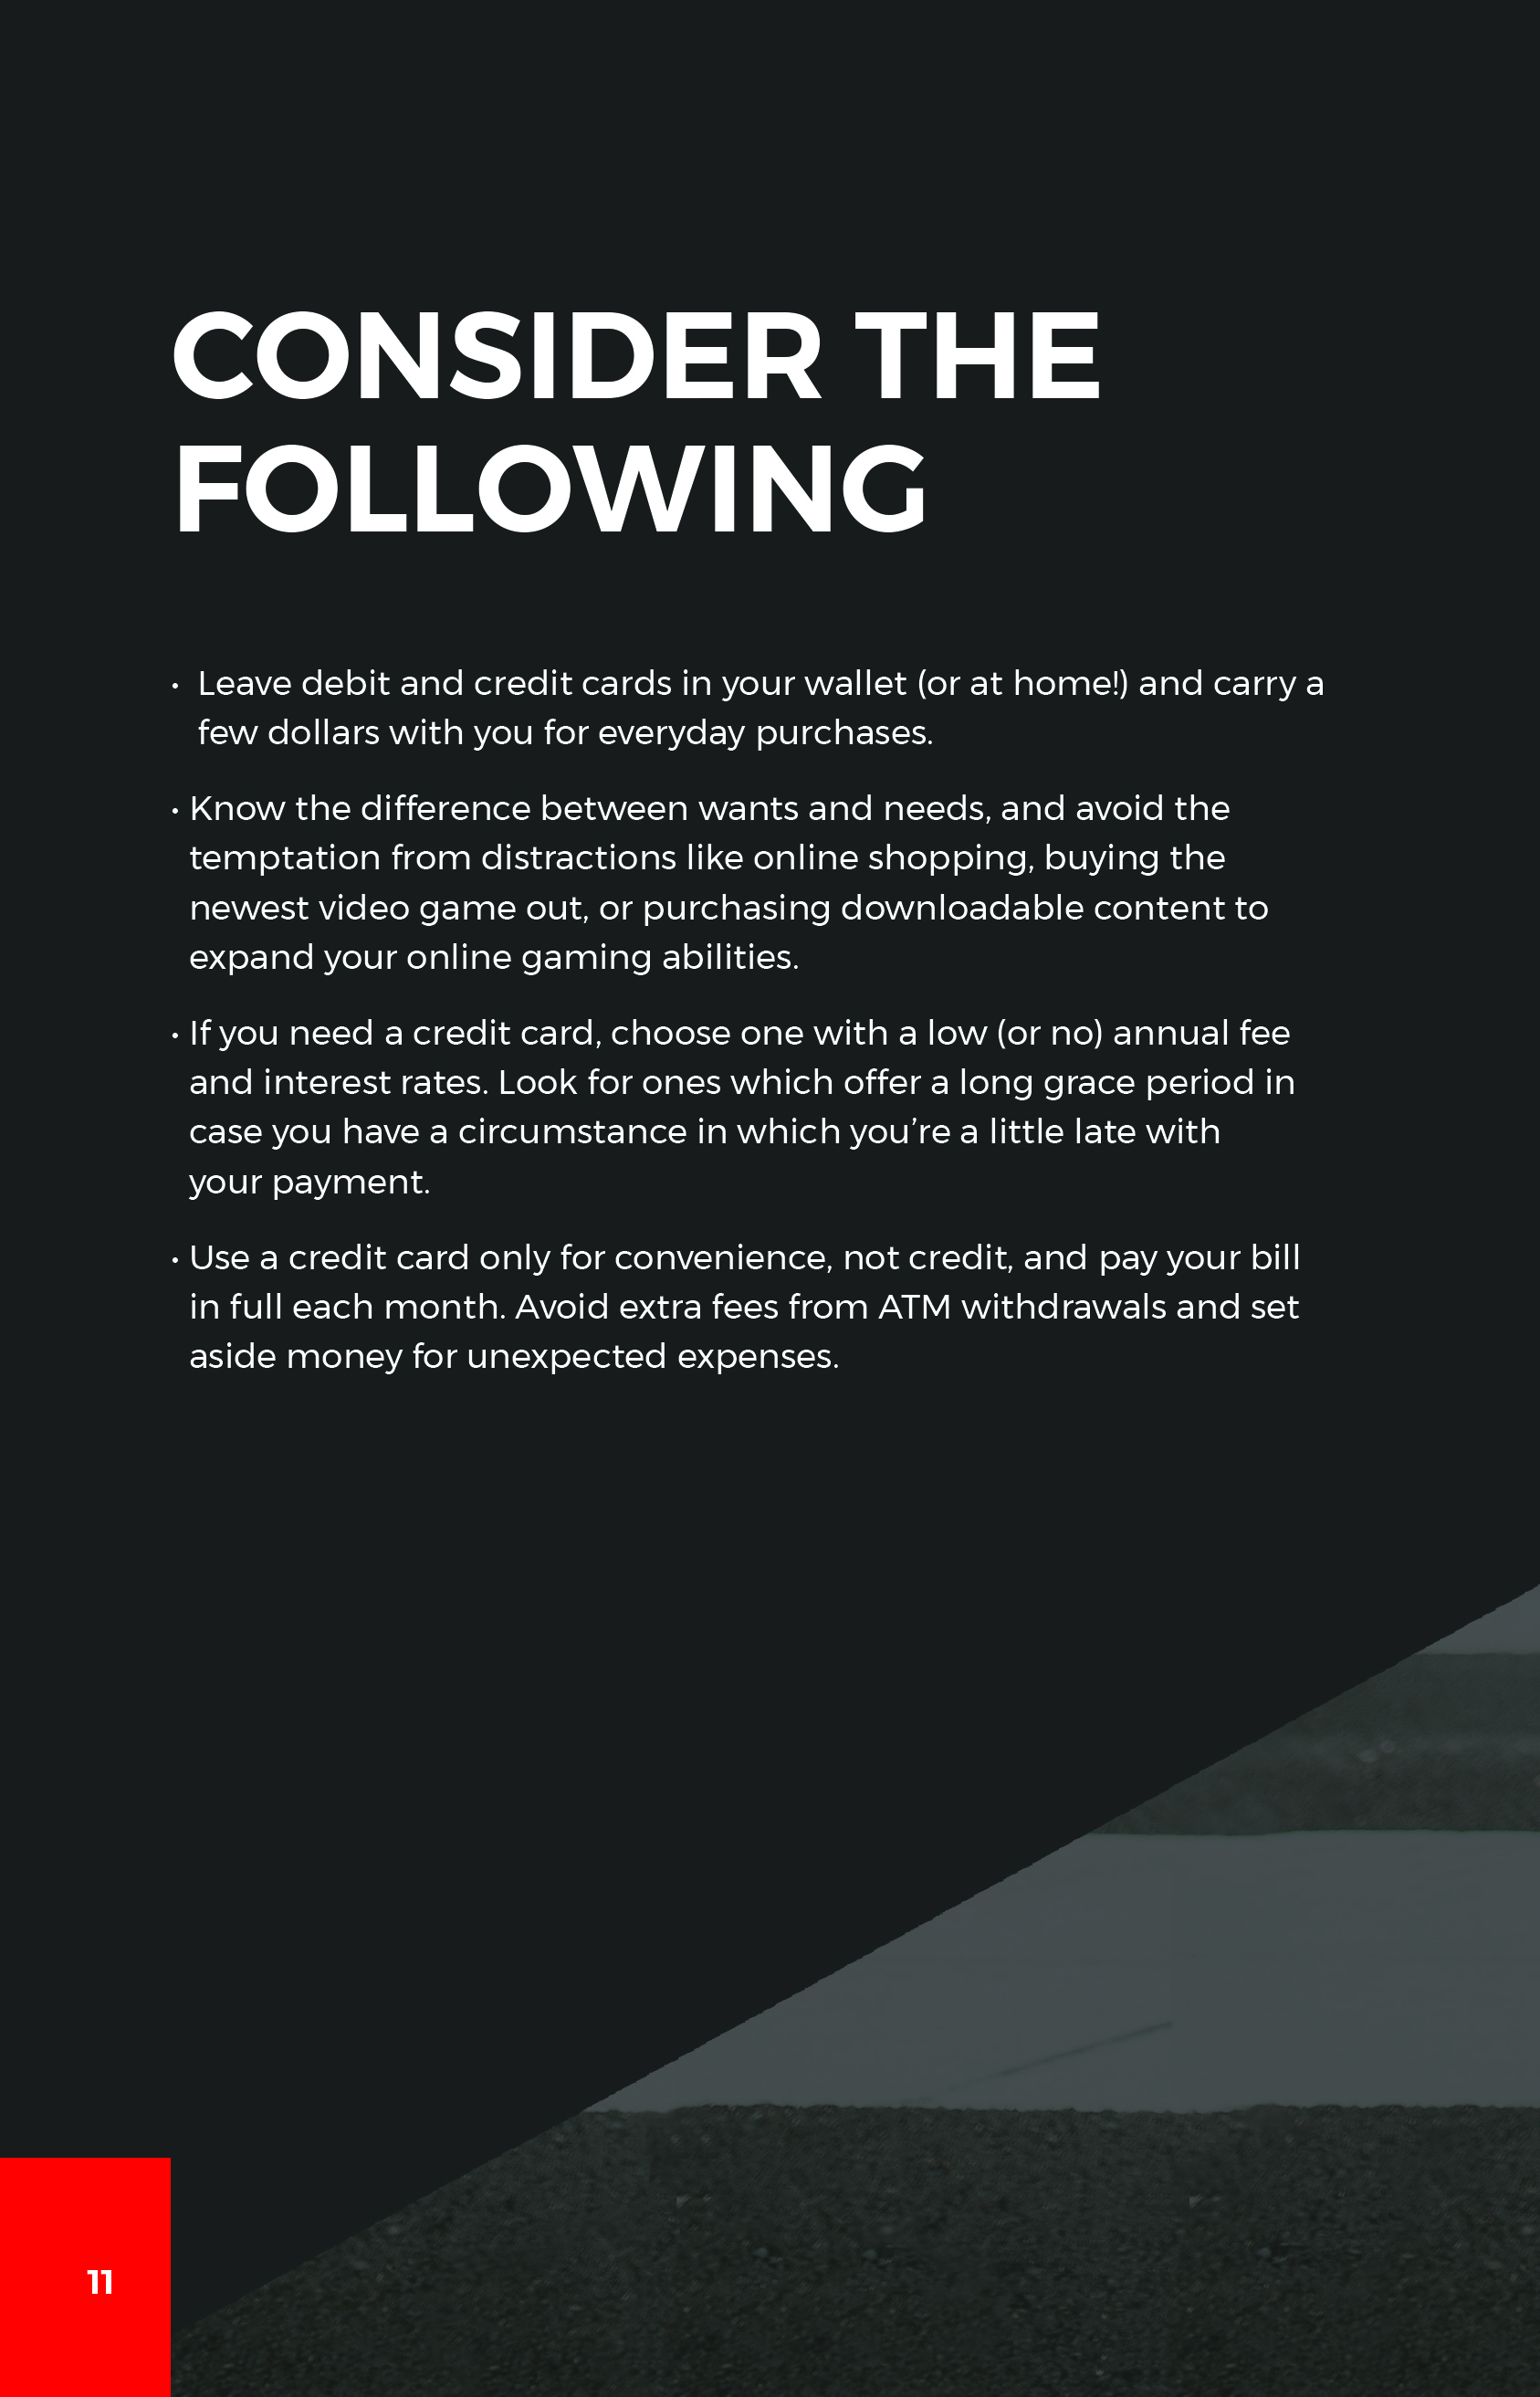 CONSIDER THE
FOLLOWING
• Leave debit and credit cards in your wallet (or at home!) and carry a
few dollars with you for everyday purchases.
• Know the difference between wants and needs, and avoid the
temptation from distractions like online shopping, buying the
newest video game out, or purchasing downloadable content to
expand your online gaming abilities.
• If you need a credit card, choose one with a low (or no) annual fee
and interest rates. Look for ones which offer a long grace period in
case you have a circumstance in which you’re a little late with
your payment.
• Use a credit card only for convenience, not credit, and pay your bill
in full each month. Avoid extra fees from ATM withdrawals and set
aside money for unexpected expenses.
11